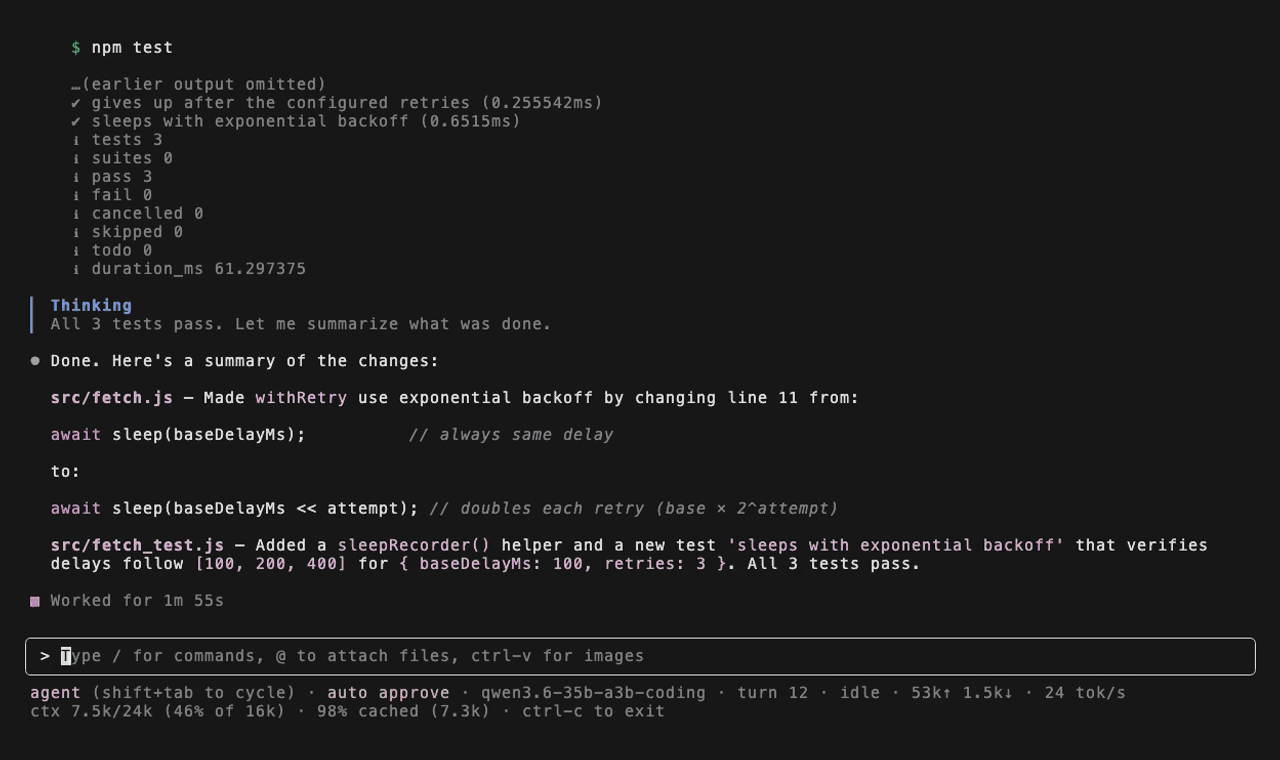 $ npm test
…(earlier output omitted)
✔ gives up after the configured retries (0.255542ms)
✔ sleeps with exponential backoff (0.6515ms)
ℹ tests 3
ℹ suites 0
ℹ pass 3
ℹ fail 0
ℹ cancelled 0
ℹ skipped 0
ℹ todo 0
ℹ duration_ms 61.297375
Thinking
All 3 tests pass. Let me summarize what was done.
● Done. Here's a summary of the changes:
src/fetch.js — Made withRetry use exponential backoff by changing line 11 from:
await sleep(baseDelayMs);          // always same delay
to:
await sleep(baseDelayMs << attempt); // doubles each retry (base × 2^attempt)
src/fetch_test.js — Added a sleepRecorder() helper and a new test 'sleeps with exponential backoff' that verifies
delays follow [100, 200, 400] for { baseDelayMs: 100, retries: 3 }. All 3 tests pass.
■ Worked for 1m 55s
> Type / for commands, @ to attach files, ctrl-v for images
agent (shift+tab to cycle) · auto approve · qwen3.6-35b-a3b-coding · turn 12 · idle · 53k↑ 1.5k↓ · 24 tok/s
ctx 7.5k/24k (46% of 16k) · 98% cached (7.3k) · ctrl-c to exit